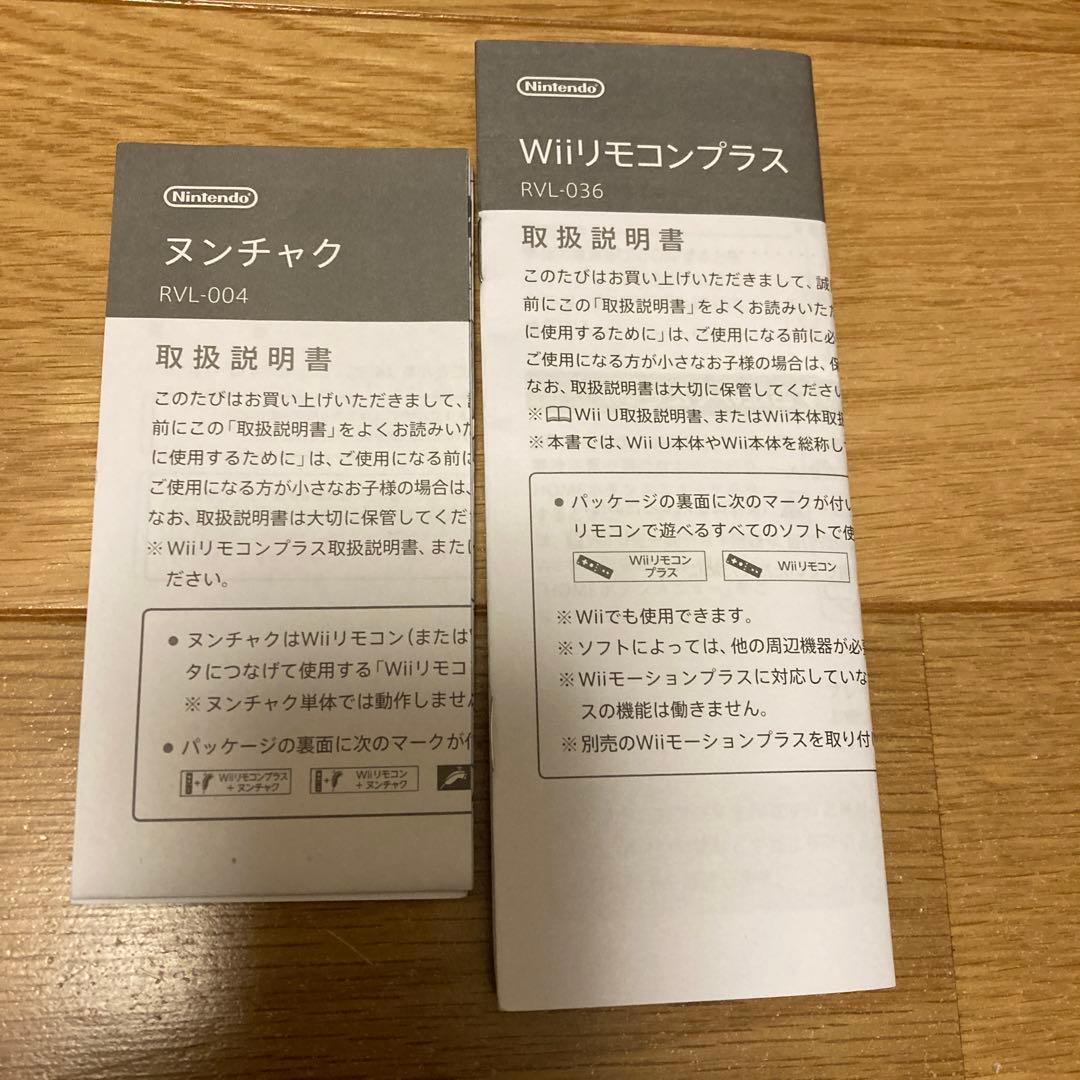 Nintendo
ヌンチャク
RVL-004
取扱説明書
このたびはお買い上げいただきまして、
前にこの「取扱説明書」をよくお読みいた
に使用するために」は、ご使用になる前に
ご使用になる方が小さなお子様の場合は、
なお、取扱説明書は大切に保管してくだ
※Wiiリモコンプラス取扱説明書、また
ださい。
● ヌンチャクはWiiリモコン(または
タにつなげて使用する「Wiiリモコ
※ヌンチャク単体では動作しませ
● パッケージの裏面に次のマークが
Wiiリモコンプラス
+ ヌンチャク
Wiiリモコン
+ ヌンチャク
Nintendo
Wiiリモコンプラス
RVL-036
取扱説明書
このたびはお買い上げいただきまして、誠
前にこの「取扱説明書」をよくお読みいた
に使用するために」は、ご使用になる前に必
ご使用になる方が小さなお子様の場合は、保
なお、取扱説明書は大切に保管してくださ
※Wii U取扱説明書、またはWii本体取扱
※本書では、Wii U本体やWii本体を総称し
● パッケージの裏面に次のマークが付い
リモコンで遊べるすべてのソフトで使
Wiiリモコン
プラス
Wiiリモコン
※Wiiでも使用できます。
※ソフトによっては、他の周辺機器が必要
※Wiiモーションプラスに対応していな
スの機能は働きません。
※別売のWiiモーションプラスを取り付け